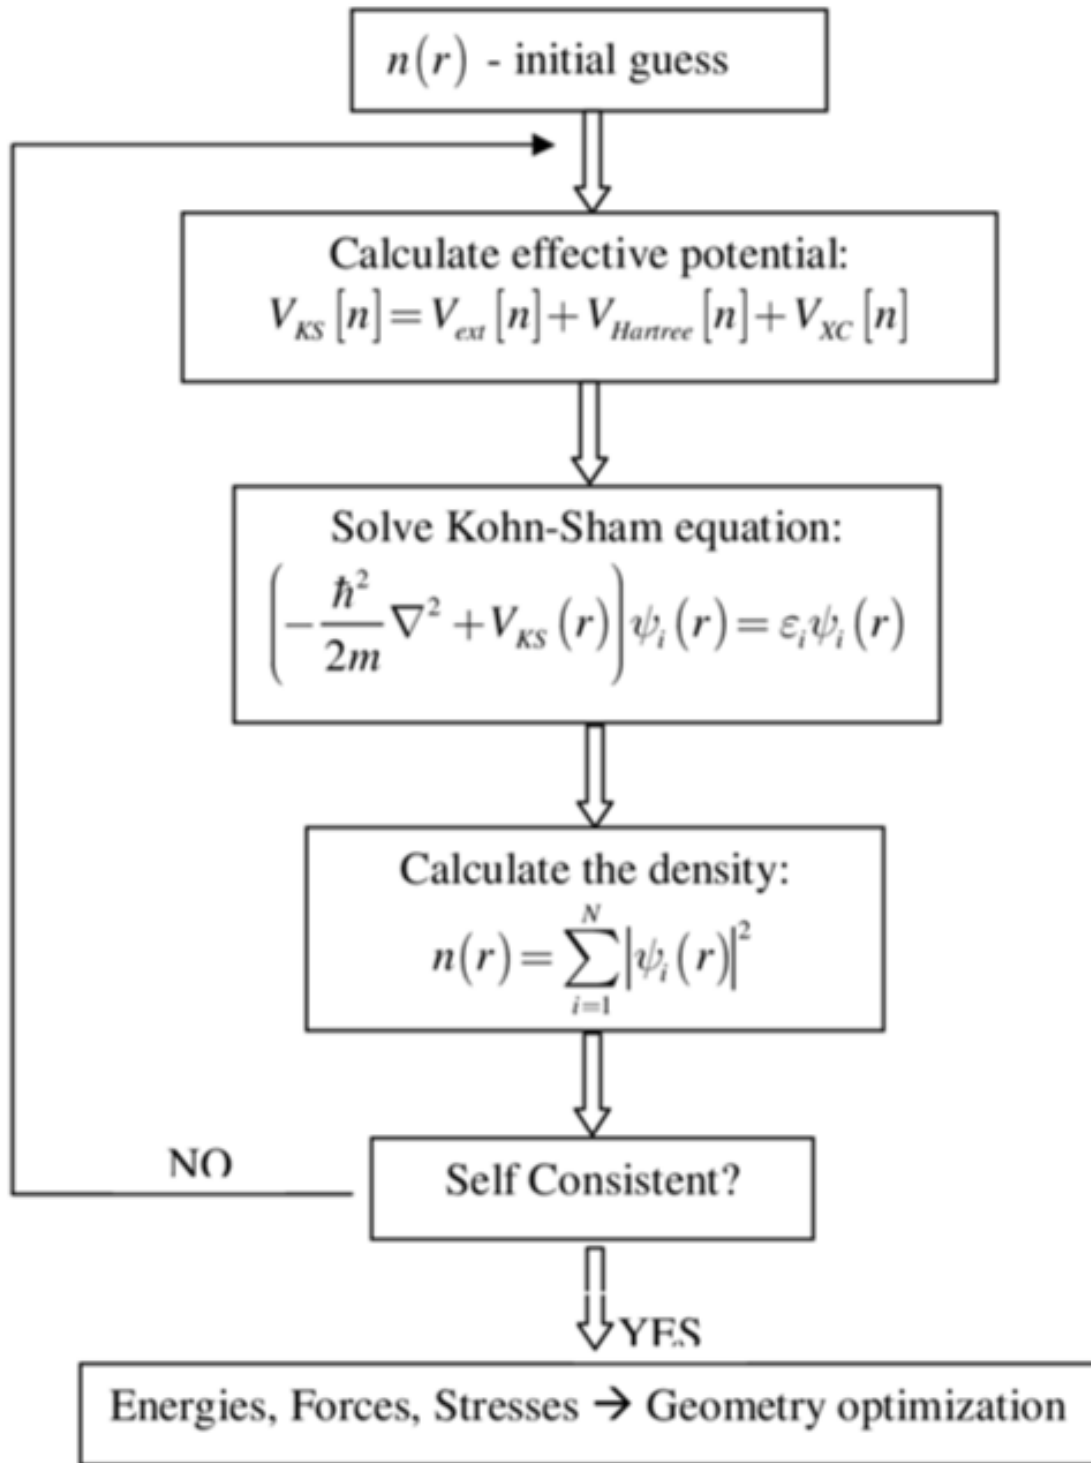 n(r) - initial guess
Calculate effective potential:
V_KS [n] = V_ext [n] + V_Hartree [n] + V_XC [n]
Solve Kohn-Sham equation:
(-ℏ²/2m ∇² + V_KS (r)) ψ_i (r) = ε_i ψ_i (r)
Calculate the density:
n(r) = ∑_{i=1}^{N} |ψ_i (r)|²
NO
Self Consistent?
YES
Energies, Forces, Stresses → Geometry optimization